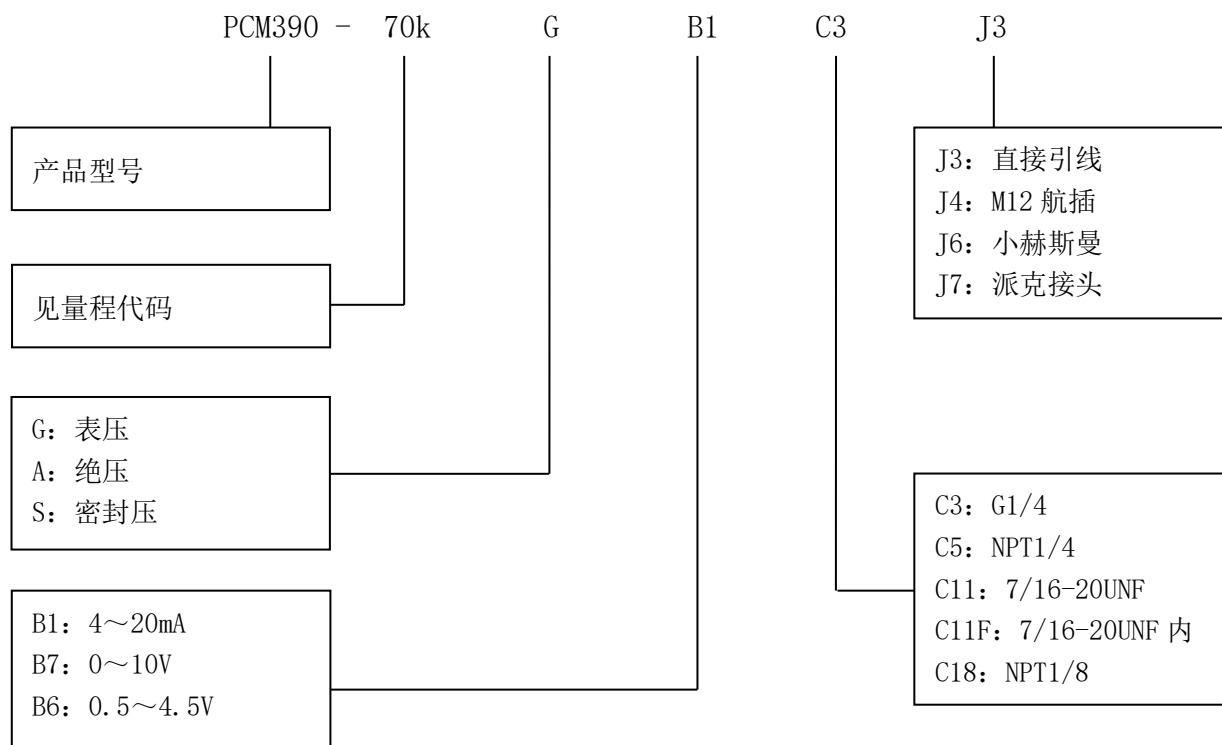 PCM390 - 70k G B1 C3 J3
产品型号
见量程代码
G：表压
A：绝压
S：密封压
B1：4～20mA
B7：0～10V
B6：0.5～4.5V
J3：直接引线
J4：M12 航插
J6：小赫斯曼
J7：派克接头
C3：G1/4
C5：NPT1/4
C11：7/16-20UNF
C11F：7/16-20UNF 内
C18：NPT1/8